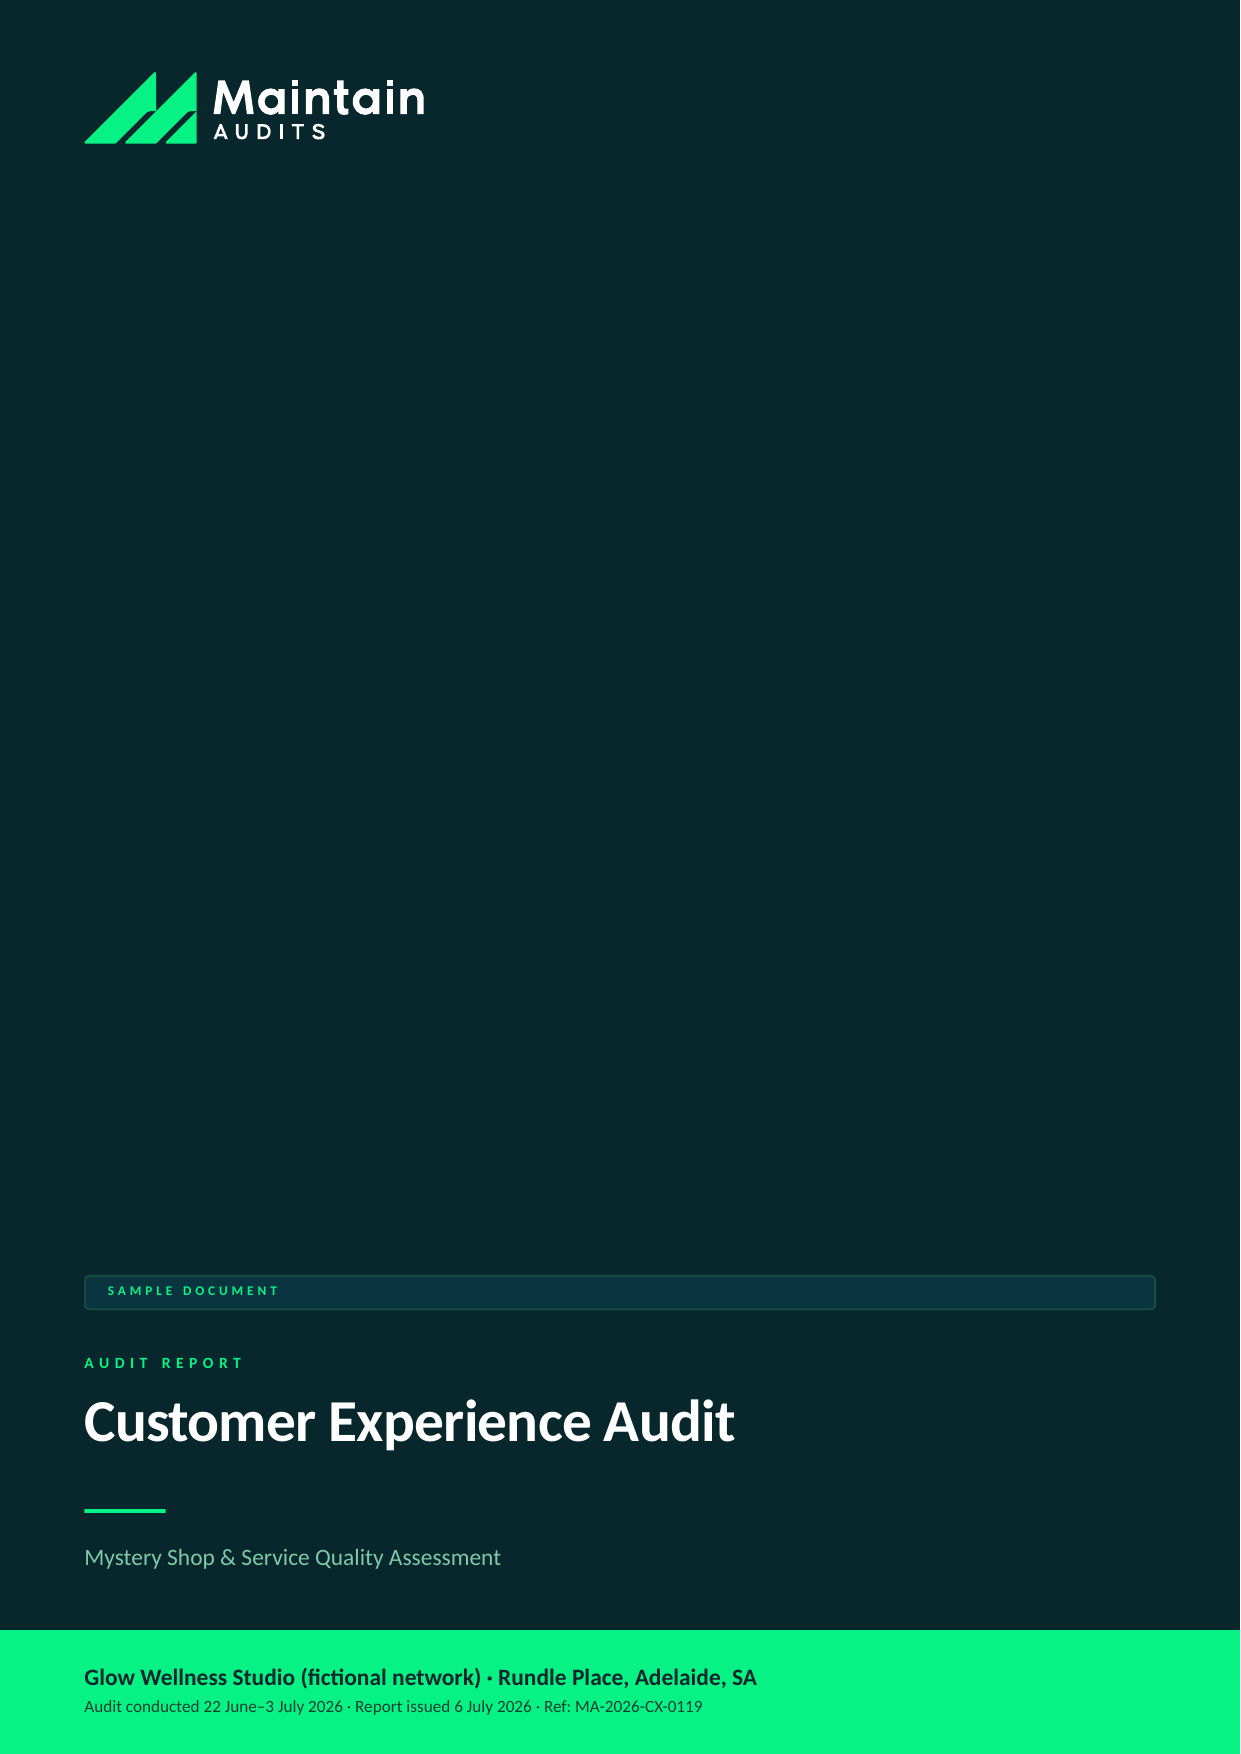 Maintain
AUDITS
SAMPLE DOCUMENT
AUDIT REPORT
Customer Experience Audit
Mystery Shop & Service Quality Assessment
Glow Wellness Studio (fictional network) · Rundle Place, Adelaide, SA
Audit conducted 22 June–3 July 2026 · Report issued 6 July 2026 · Ref: MA-2026-CX-0119